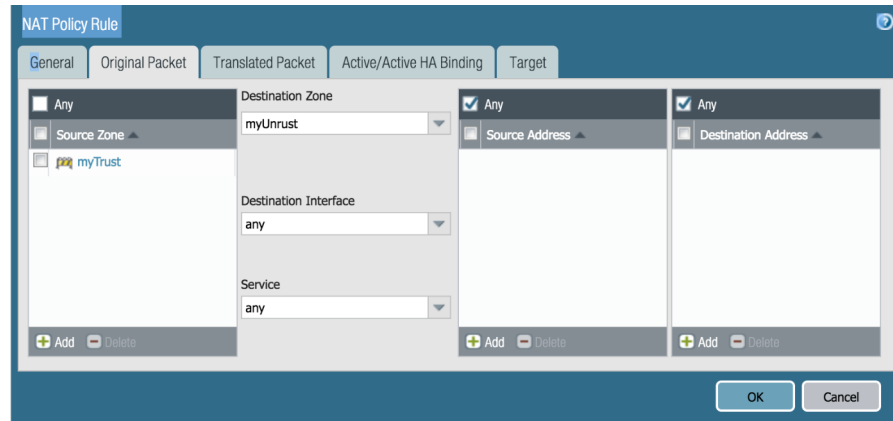 NAT Policy Rule
General Original Packet Translated Packet Active/Active HA Binding Target
Any
Source Zone
myTrust
Add Delete
Destination Zone
myUnrust
Destination Interface
any
Service
any
Any
Source Address
Add Delete
Any
Destination Address
Add Delete
OK Cancel